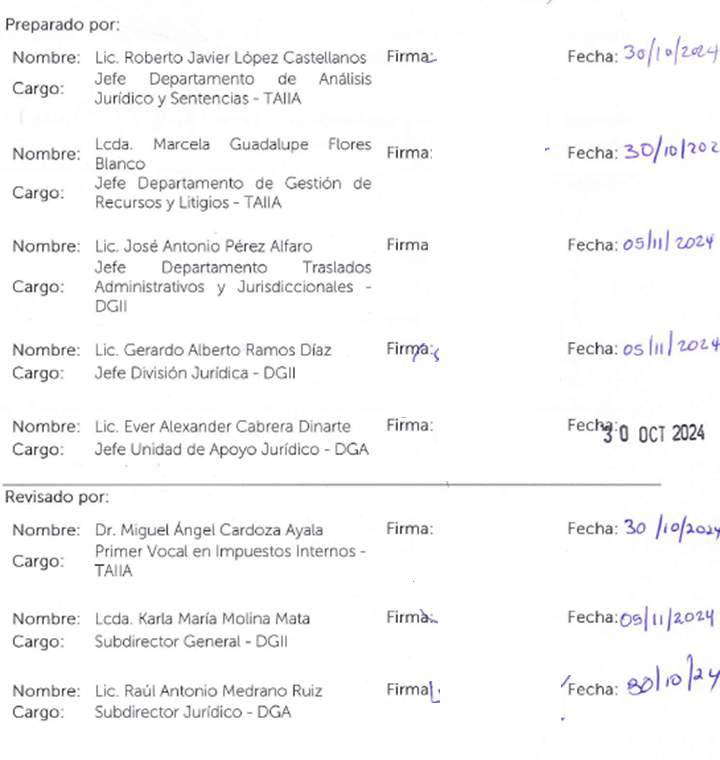 Preparado por:
Nombre: Lic. Roberto Javier López Castellanos Firma: Fecha: 30/10/2024
Cargo: Jefe Departamento de Análisis
Jurídico y Sentencias - TAIIA
Nombre: Lcda. Marcela Guadalupe Flores
Blanco Firma: Fecha: 30/10/202
Cargo: Jefe Departamento de Gestión de
Recursos y Litigios - TAIIA
Nombre: Lic. José Antonio Pérez Alfaro Firma Fecha: 05/11/2024
Cargo: Jefe Departamento Traslados
Administrativos y Jurisdiccionales -
DGII
Nombre: Lic. Gerardo Alberto Ramos Díaz Firma: Fecha: 05/11/2024
Cargo: Jefe División Jurídica - DGII
Nombre: Lic. Ever Alexander Cabrera Dinarte Firma: Fecha: 30 OCT 2024
Cargo: Jefe Unidad de Apoyo Jurídico - DGA
Revisado por:
Nombre: Dr. Miguel Ángel Cardoza Ayala Firma: Fecha: 30/10/2024
Cargo: Primer Vocal en Impuestos Internos -
TAIIA
Nombre: Lcda. Karla María Molina Mata Firma: Fecha: 05/11/2024
Cargo: Subdirector General - DGII
Nombre: Lic. Raúl Antonio Medrano Ruiz Firma Fecha: 30/10/24
Cargo: Subdirector Jurídico - DGA